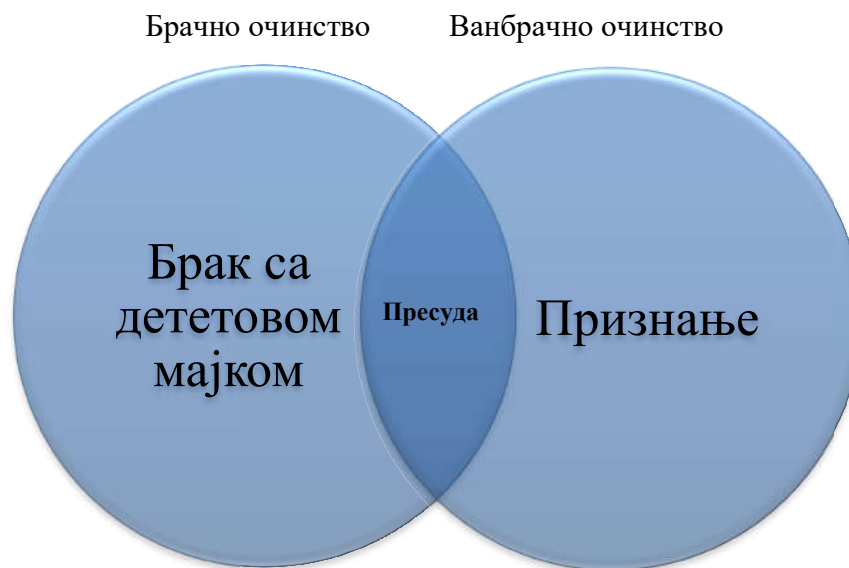 Брачно очинство
Ванбрачно очинство
Брак са
дететовом
мајком
Пресуда
Признање